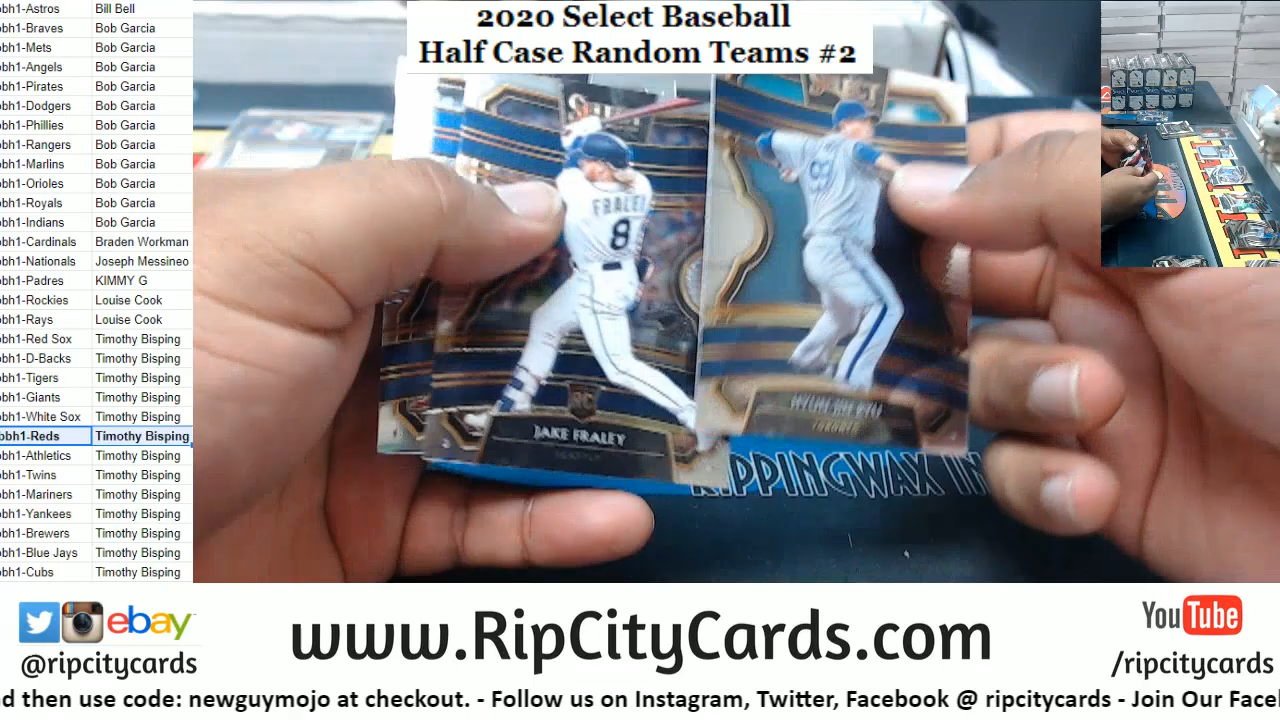 2020 Select Baseball
Half Case Random Teams #2
bh1-Astros Bill Bell
bh1-Braves Bob Garcia
bh1-Mets Bob Garcia
bh1-Angels Bob Garcia
bh1-Pirates Bob Garcia
bh1-Dodgers Bob Garcia
bh1-Phillies Bob Garcia
bh1-Rangers Bob Garcia
bh1-Marlins Bob Garcia
bh1-Orioles Bob Garcia
bh1-Royals Bob Garcia
bh1-Indians Bob Garcia
bh1-Cardinals Braden Workman
bh1-Nationals Joseph Messineo
bh1-Padres KIMMY G
bh1-Rockies Louise Cook
bh1-Rays Louise Cook
bh1-Red Sox Timothy Bisping
bh1-D-Backs Timothy Bisping
bh1-Tigers Timothy Bisping
bh1-Giants Timothy Bisping
bh1-White Sox Timothy Bisping
bbh1-Reds Timothy Bisping
bh1-Athletics Timothy Bisping
bh1-Twins Timothy Bisping
bh1-Mariners Timothy Bisping
bh1-Yankees Timothy Bisping
bh1-Brewers Timothy Bisping
bh1-Blue Jays Timothy Bisping
bh1-Cubs Timothy Bisping
FRALEY
8
JAKE FRALEY
RC
TORONTO
RIPPINGWAX IN
ebay
@ripcitycards
www.RipCityCards.com
YouTube
/ripcitycards
d then use code: newguymojo at checkout. - Follow us on Instagram, Twitter, Facebook @ ripcitycards - Join Our Face